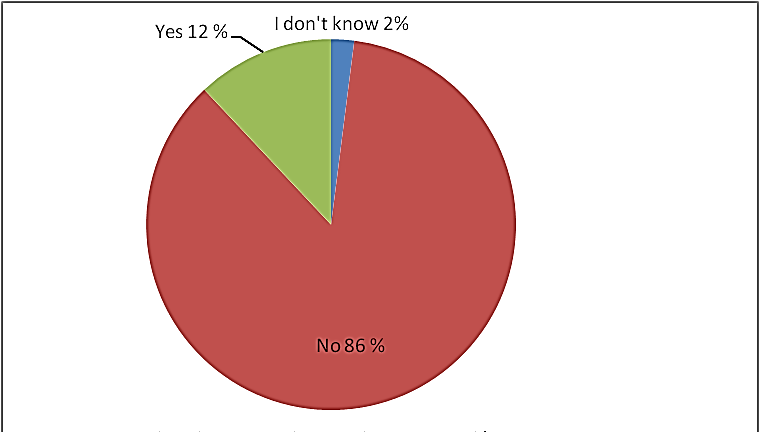 I don't know 2%
Yes 12 %
No 86 %